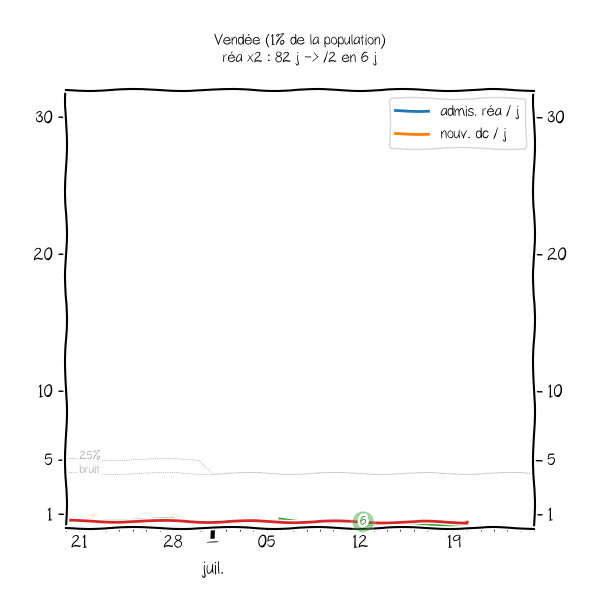 Vendée (1% de la population)
réa x2 : 82 j -> /2 en 6 j
admis. réa / j
nouv. dc / j
30
30
20
20
10
10
25%
5
5
bruit
1
1
6
21
28
05
12
19
juil.